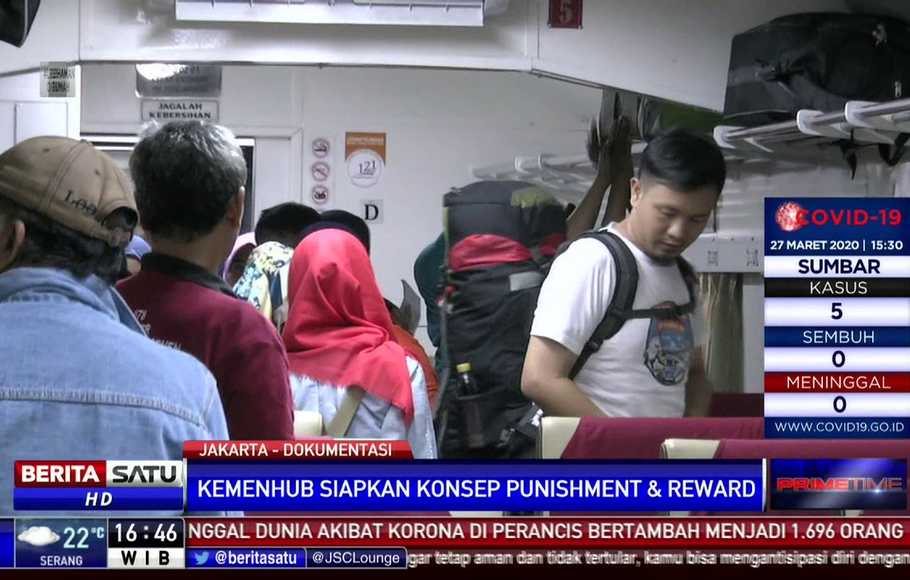 5
JAGALAH
KEBERSIHAN
121
D
COVID-19
27 MARET 2020 | 15:30
SUMBAR
KASUS
5
SEMBUH
0
MENINGGAL
0
WWW.COVID19.GO.ID
JAKARTA - DOKUMENTASI
BERITA SATU
HD
KEMENHUB SIAPKAN KONSEP PUNISHMENT & REWARD
PRIMETIME
22°C
SERANG
16:46
WIB
NGGAL DUNIA AKIBAT KORONA DI PERANCIS BERTAMBAH MENJADI 1.696 ORANG
@beritasatu @JSCLounge
gar tetap aman dan tidak tertular, kamu bisa mengantisipasi diri dengan